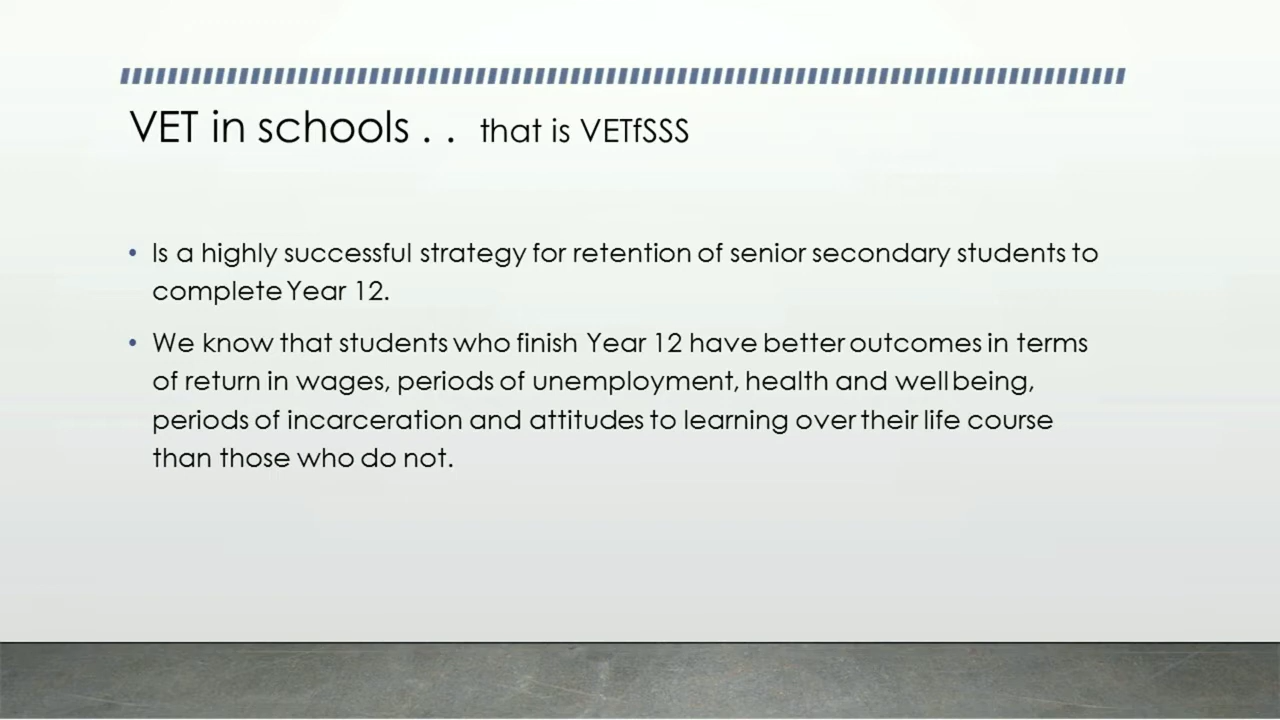 VET in schools . . that is VETfSSS
• Is a highly successful strategy for retention of senior secondary students to
complete Year 12.
• We know that students who finish Year 12 have better outcomes in terms
of return in wages, periods of unemployment, health and well being,
periods of incarceration and attitudes to learning over their life course
than those who do not.